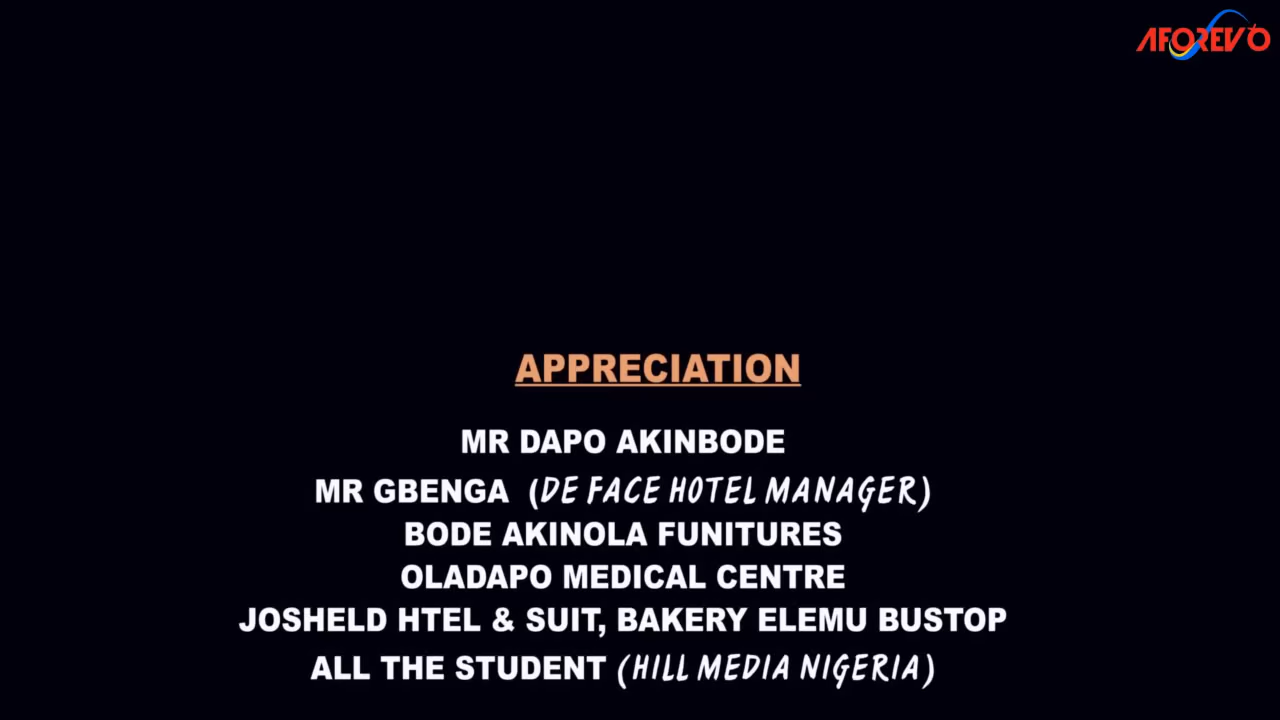 AFOREVO
APPRECIATION
MR DAPO AKINBODE
MR GBENGA (DE FACE HOTEL MANAGER)
BODE AKINOLA FUNITURES
OLADAPO MEDICAL CENTRE
JOSHELD HTEL & SUIT, BAKERY ELEMU BUSTOP
ALL THE STUDENT (HILL MEDIA NIGERIA)